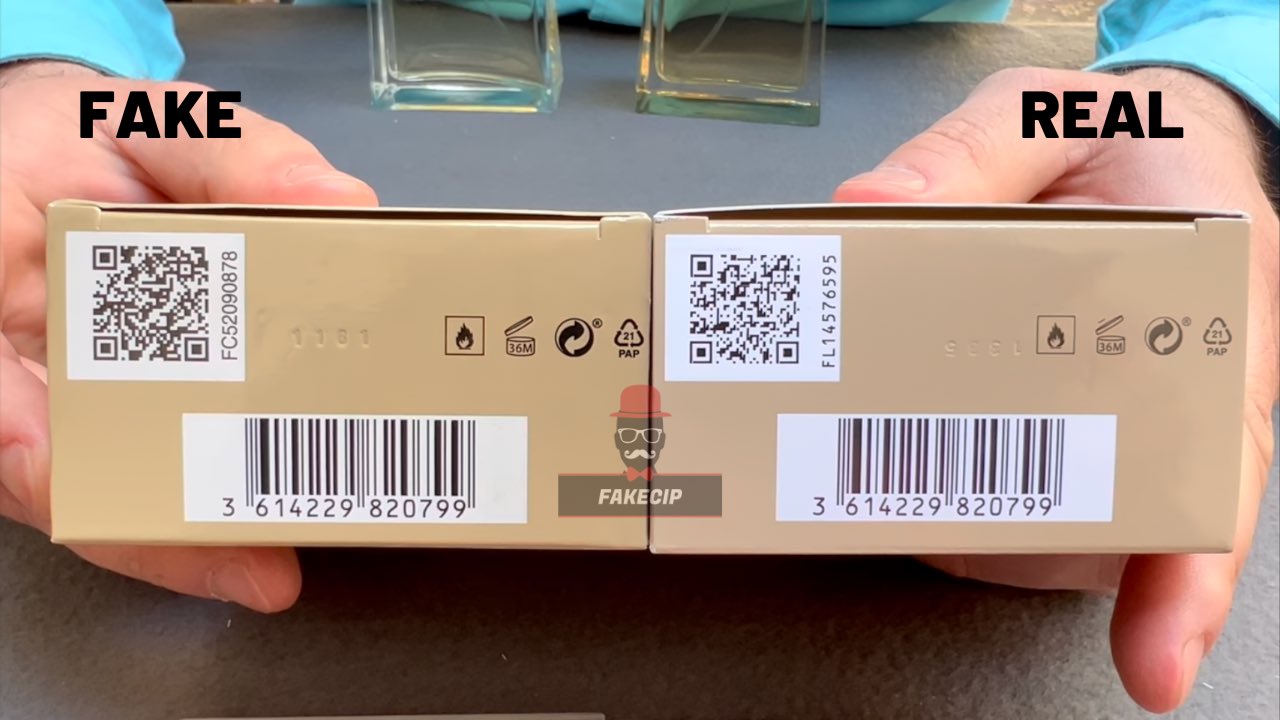 FAKE
REAL
FC52090878
FL14576595
1181
36M
®
21
PAP
36M
®
21
PAP
3 614229 820799
3 614229 820799
FAKECIP